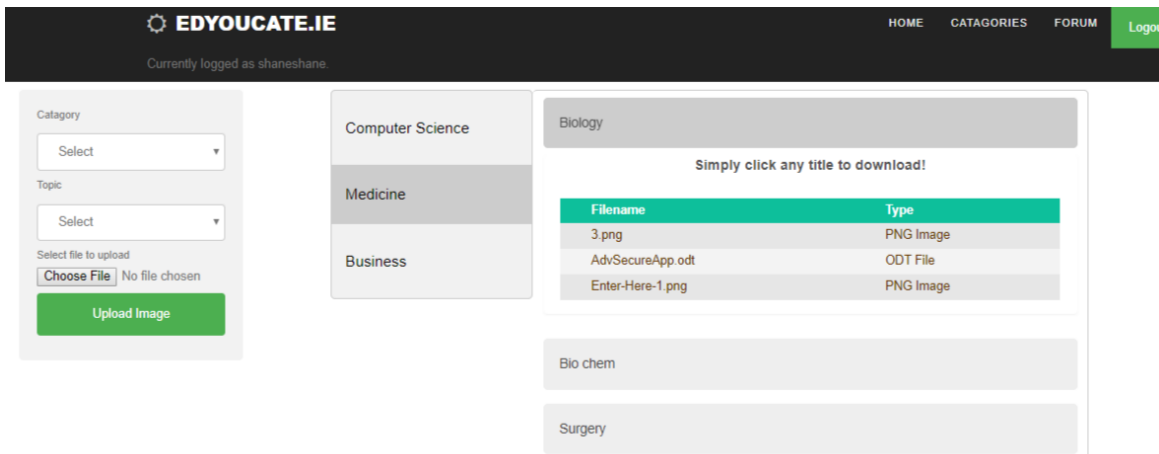 EDYOUCATE.IE
HOME CATAGORIES FORUM
Currently logged as shaneshane.
Catagory
Select
Topic
Select
Select file to upload
Choose File No file chosen
Upload Image
Computer Science
Medicine
Business
Biology
Simply click any title to download!
Filename Type
3.png PNG Image
AdvSecureApp.odt ODT File
Enter-Here-1.png PNG Image
Bio chem
Surgery